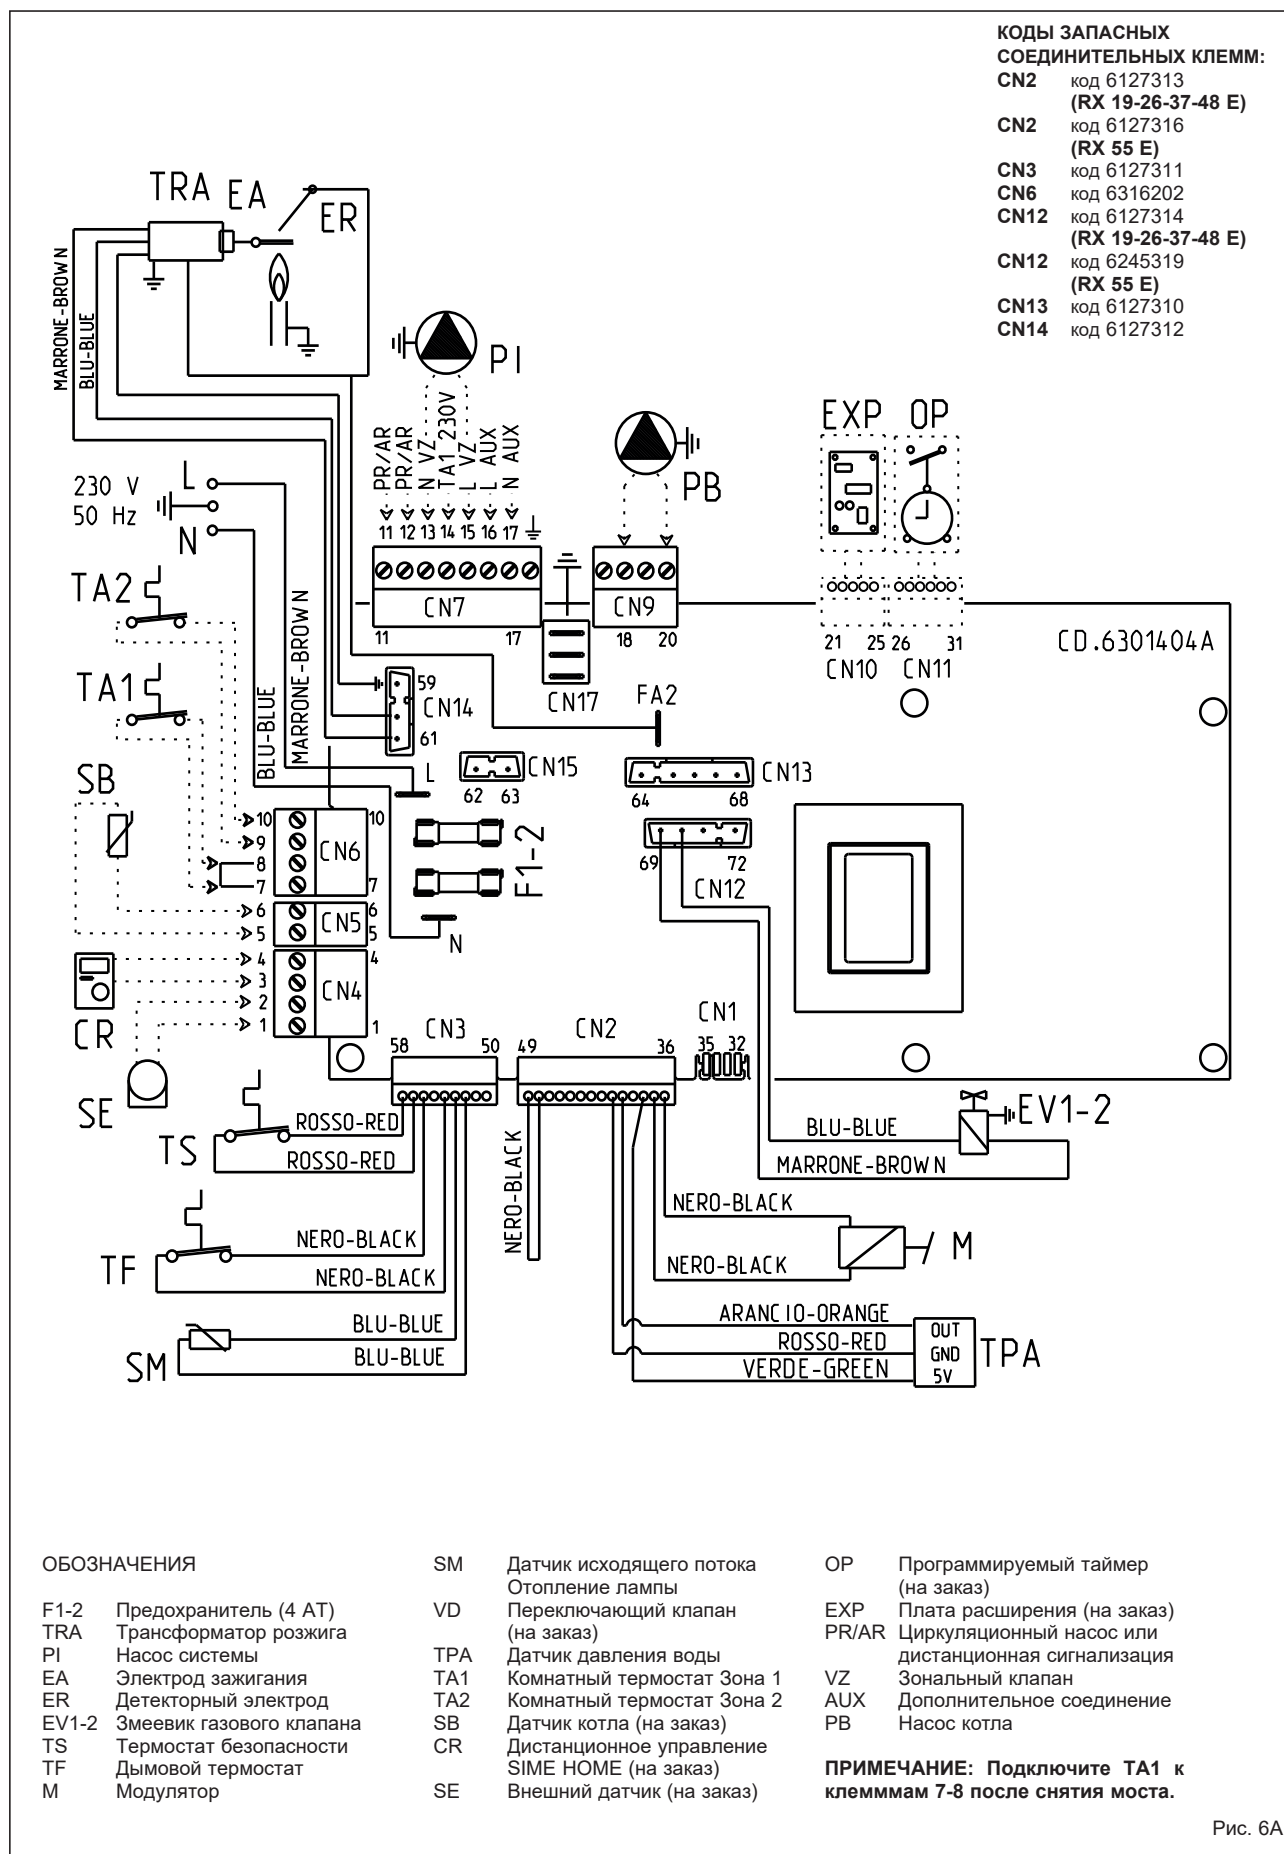 КОДЫ ЗАПАСНЫХ
СОЕДИНИТЕЛЬНЫХ КЛЕММ:
CN2 код 6127313
(RX 19-26-37-48 E)
CN2 код 6127316
(RX 55 E)
CN3 код 6127311
CN6 код 6316202
CN12 код 6127314
(RX 19-26-37-48 E)
CN12 код 6245319
(RX 55 E)
CN13 код 6127310
CN14 код 6127312
TRA EA
ER
MARRONE-BROWN
BLU-BLUE
PI
PR/AR
PR/AR
N VZ
TA1 230V
L VZ
L AUX
N AUX
11 12 13 14 15 16 17
PB
EXP OP
230 V
50 Hz
L
N
CN7
11 17
CN9
18 20
CN17
21 25 26 31
CN10 CN11
CD.6301404A
TA2
TA1
BLU-BLUE
MARRONE-BROWN
59
CN14
61
FA2
CN15
62 63
CN13
64 68
L
SB
10
9
8
7
CN6
10
7
F1-2
69 72
CN12
6
5
CN5
6
5
N
4
3
2
1
CN4
4
1
CR
SE
CN3
58 50
CN2
49 36
CN1
35 32
TS
ROSSO-RED
ROSSO-RED
NERO-BLACK
EV1-2
BLU-BLUE
MARRONE-BROWN
TF
NERO-BLACK
NERO-BLACK
NERO-BLACK
NERO-BLACK
M
SM
BLU-BLUE
BLU-BLUE
ARANCIO-ORANGE
ROSSO-RED
VERDE-GREEN
OUT
GND
5V
TPA
ОБОЗНАЧЕНИЯ
F1-2 Предохранитель (4 AT)
TRA Трансформатор розжига
PI Насос системы
EA Электрод зажигания
ER Детекторный электрод
EV1-2 Змеевик газового клапана
TS Термостат безопасности
TF Дымовой термостат
M Модулятор
SM Датчик исходящего потока
Отопление лампы
VD Переключающий клапан
(на заказ)
TPA Датчик давления воды
TA1 Комнатный термостат Зона 1
TA2 Комнатный термостат Зона 2
SB Датчик котла (на заказ)
CR Дистанционное управление
SIME HOME (на заказ)
SE Внешний датчик (на заказ)
OP Программируемый таймер
(на заказ)
EXP Плата расширения (на заказ)
PR/AR Циркуляционный насос или
дистанционная сигнализация
VZ Зональный клапан
AUX Дополнительное соединение
PB Насос котла
ПРИМЕЧАНИЕ: Подключите TA1 к
клемммам 7-8 после снятия моста.
Рис. 6A